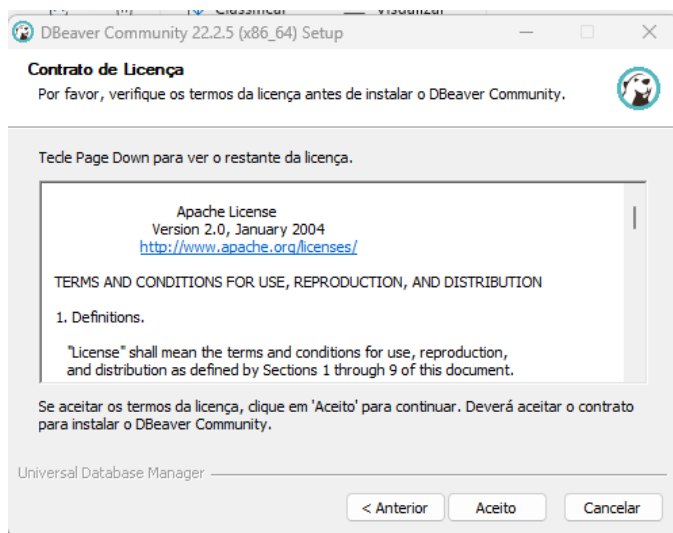 Classificar Visualizar
DBeaver Community 22.2.5 (x86_64) Setup
Contrato de Licença
Por favor, verifique os termos da licença antes de instalar o DBeaver Community.
Tecle Page Down para ver o restante da licença.
Apache License
Version 2.0, January 2004
http://www.apache.org/licenses/
TERMS AND CONDITIONS FOR USE, REPRODUCTION, AND DISTRIBUTION
1. Definitions.
"License" shall mean the terms and conditions for use, reproduction,
and distribution as defined by Sections 1 through 9 of this document.
Se aceitar os termos da licença, clique em 'Aceito' para continuar. Deverá aceitar o contrato
para instalar o DBeaver Community.
Universal Database Manager
< Anterior Aceito Cancelar